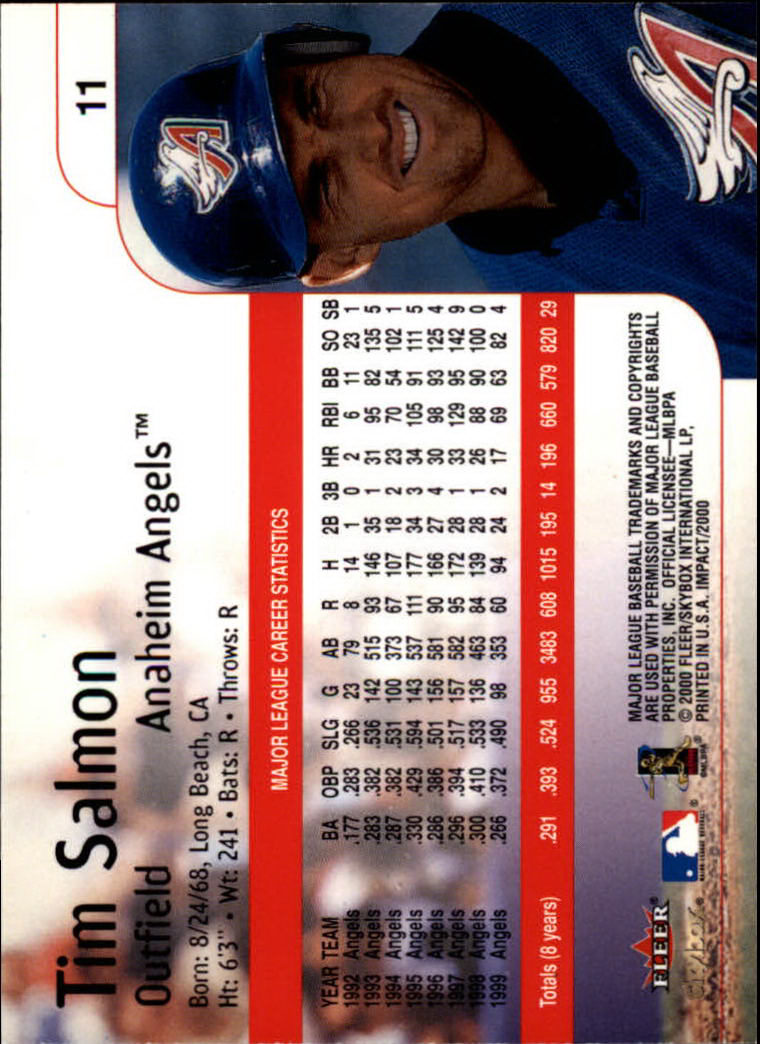 11
Tim Salmon
Outfield Anaheim Angels™
Born: 8/24/68, Long Beach, CA
Ht: 6'3" • Wt: 241 • Bats: R • Throws: R
MAJOR LEAGUE CAREER STATISTICS
YEAR TEAM BA OBP SLG G AB R H 2B 3B HR RBI BB SO SB
1992 Angels .177 .283 .266 23 79 8 14 1 0 2 6 11 23 1
1993 Angels .283 .382 .536 142 515 93 146 35 1 31 95 82 135 5
1994 Angels .287 .382 .531 100 373 67 107 18 2 23 70 54 102 1
1995 Angels .330 .429 .594 143 537 111 177 34 3 34 105 91 111 5
1996 Angels .286 .386 .501 156 581 90 166 27 4 30 98 93 125 4
1997 Angels .296 .394 .517 157 582 95 172 28 1 33 129 95 142 9
1998 Angels .300 .410 .533 136 463 84 139 28 1 26 88 90 100 0
1999 Angels .266 .372 .490 98 353 60 94 24 2 17 69 63 82 4
Totals (8 years) .291 .393 .524 955 3483 608 1015 195 14 196 660 579 820 29
FLEER®
Skybox®
MAJOR LEAGUE BASEBALL
®
©MLBPA®
MAJOR LEAGUE BASEBALL TRADEMARKS AND COPYRIGHTS
ARE USED WITH PERMISSION OF MAJOR LEAGUE BASEBALL
PROPERTIES, INC. OFFICIAL LICENSEE—MLBPA
© 2000 FLEER/SKYBOX INTERNATIONAL LP,
PRINTED IN U.S.A. IMPACT/2000
A
A